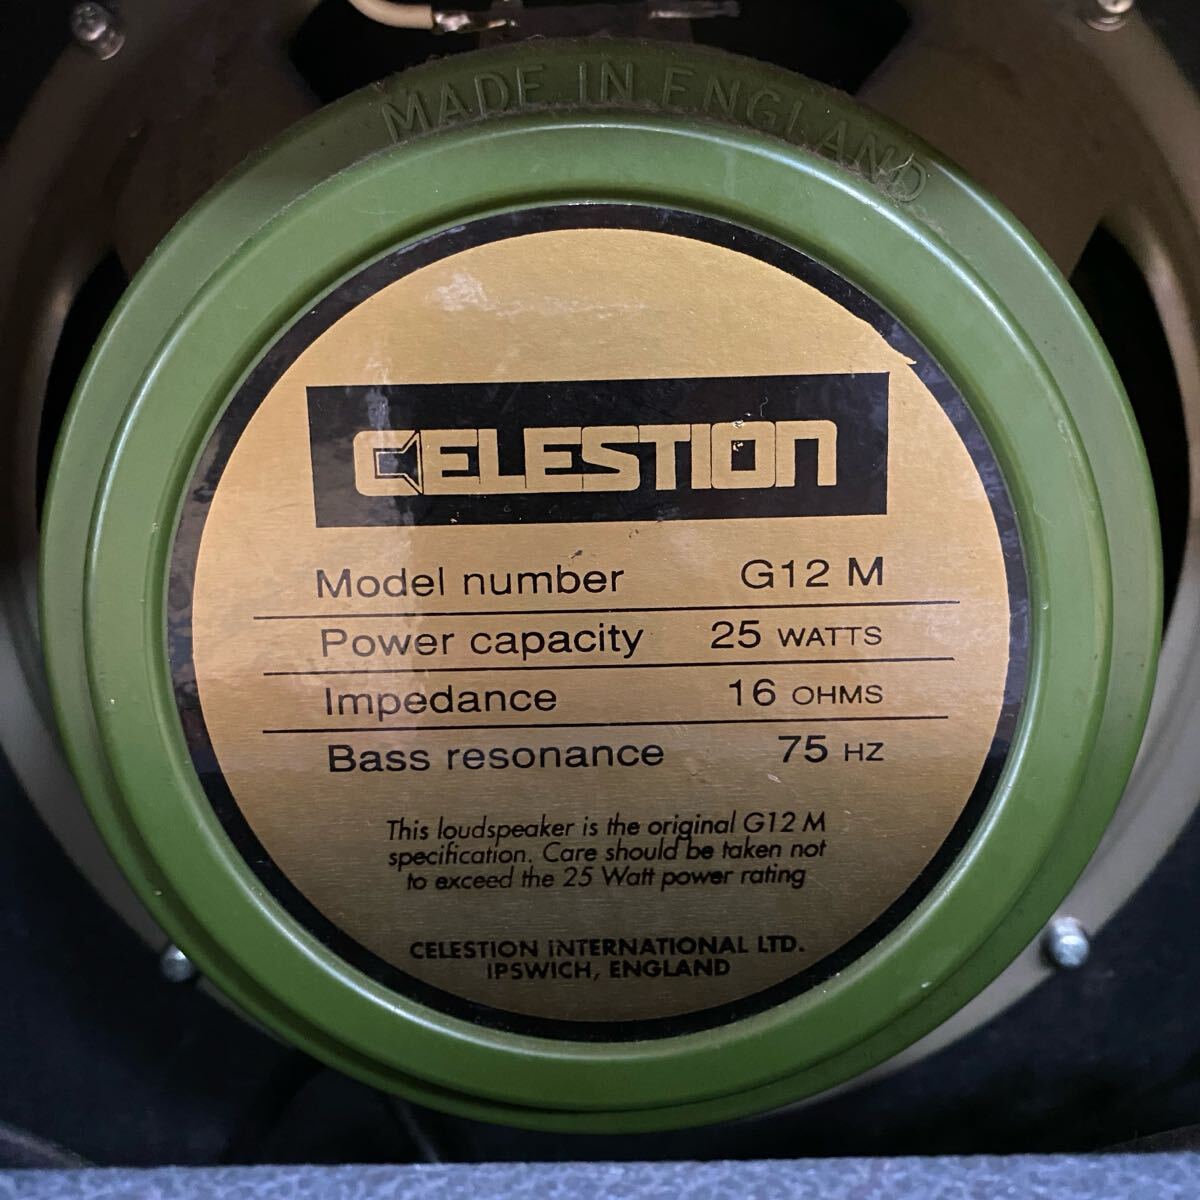 MADE IN ENGLAND
CELESTION
Model number G12 M
Power capacity 25 WATTS
Impedance 16 OHMS
Bass resonance 75 HZ
This loudspeaker is the original G12 M
specification. Care should be taken not
to exceed the 25 Watt power rating
CELESTION INTERNATIONAL LTD.
IPSWICH, ENGLAND